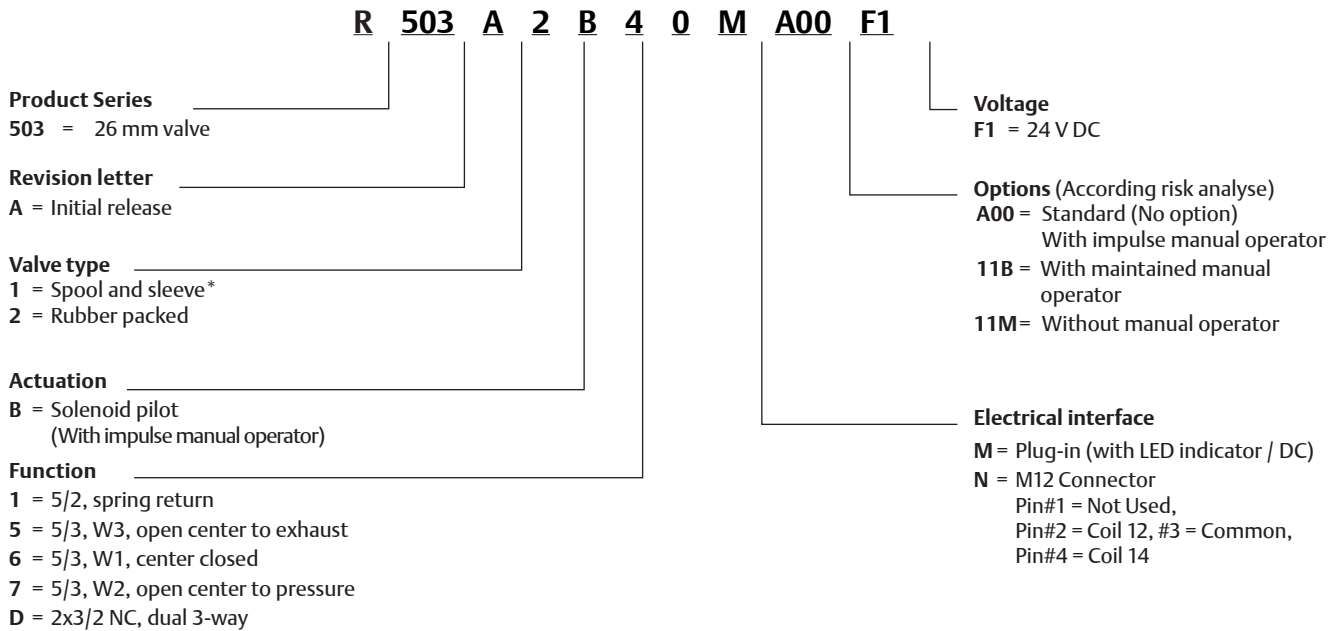 R 503 A 2 B 4 0 M A00 F1
Product Series
503 = 26 mm valve
Revision letter
A = Initial release
Valve type
1 = Spool and sleeve*
2 = Rubber packed
Actuation
B = Solenoid pilot
(With impulse manual operator)
Function
1 = 5/2, spring return
5 = 5/3, W3, open center to exhaust
6 = 5/3, W1, center closed
7 = 5/3, W2, open center to pressure
D = 2x3/2 NC, dual 3-way
Voltage
F1 = 24 V DC
Options (According risk analyse)
A00 = Standard (No option)
With impulse manual operator
11B = With maintained manual
operator
11M= Without manual operator
Electrical interface
M = Plug-in (with LED indicator / DC)
N = M12 Connector
Pin#1 = Not Used,
Pin#2 = Coil 12, #3 = Common,
Pin#4 = Coil 14